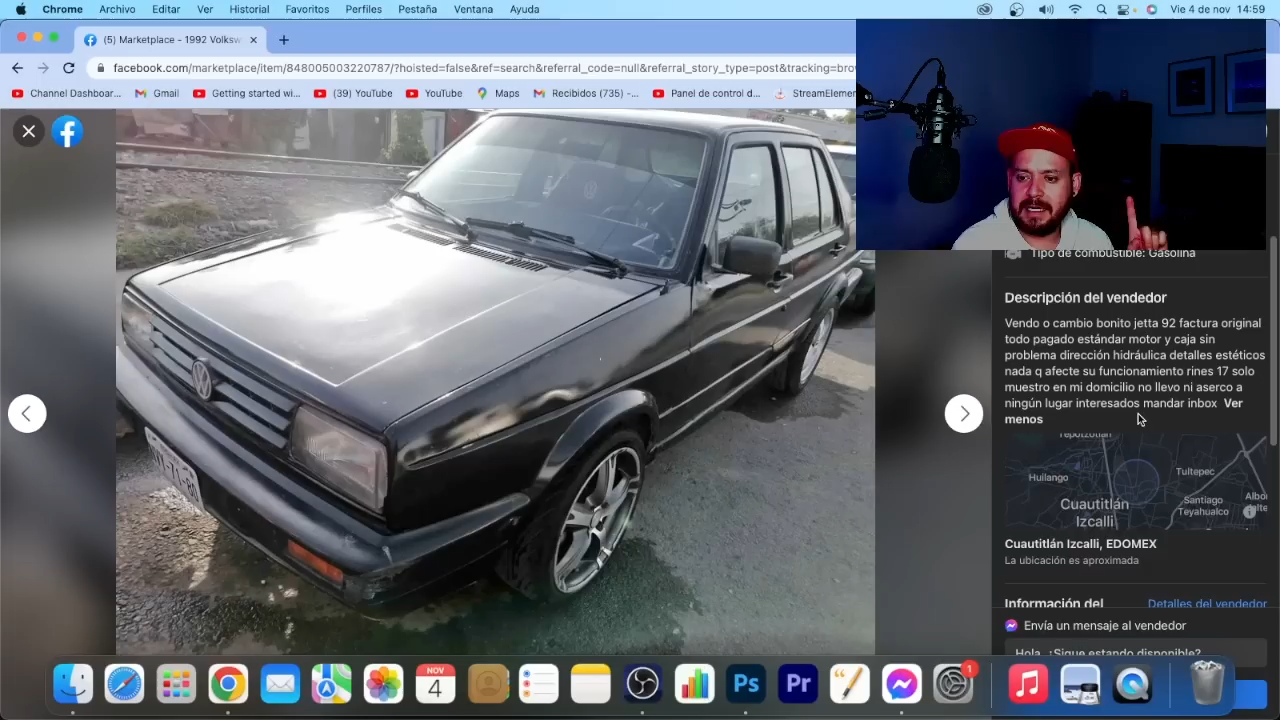 Chrome Archivo Editar Ver Historial Favoritos Perfiles Pestaña Ventana Ayuda
Vie 4 de nov 14:59
(5) Marketplace - 1992 Volksw
facebook.com/marketplace/item/848005003220787/?hoisted=false&ref=search&referral_code=null&referral_story_type=post&tracking=bro
Channel Dashboar... Gmail Getting started wi... (39) YouTube YouTube Maps Recibidos (735) -... Panel de control d... StreamElemen
Tipo de combustible: Gasolina
Descripción del vendedor
Vendo o cambio bonito jetta 92 factura original
todo pagado estándar motor y caja sin
problema dirección hidráulica detalles estéticos
nada q afecte su funcionamiento rines 17 solo
muestro en mi domicilio no llevo ni aserco a
ningún lugar interesados mandar inbox Ver
menos
Tepotzotlán
Huilango
Tultepec
Cuautitlán
Izcalli
Santiago
Teyahualco
Cuautitlán Izcalli, EDOMEX
La ubicación es aproximada
Información del
Detalles del vendedor
Envía un mensaje al vendedor
Hola, ¿Sigue estando disponible?
NOV
4
1
Ps
Pr